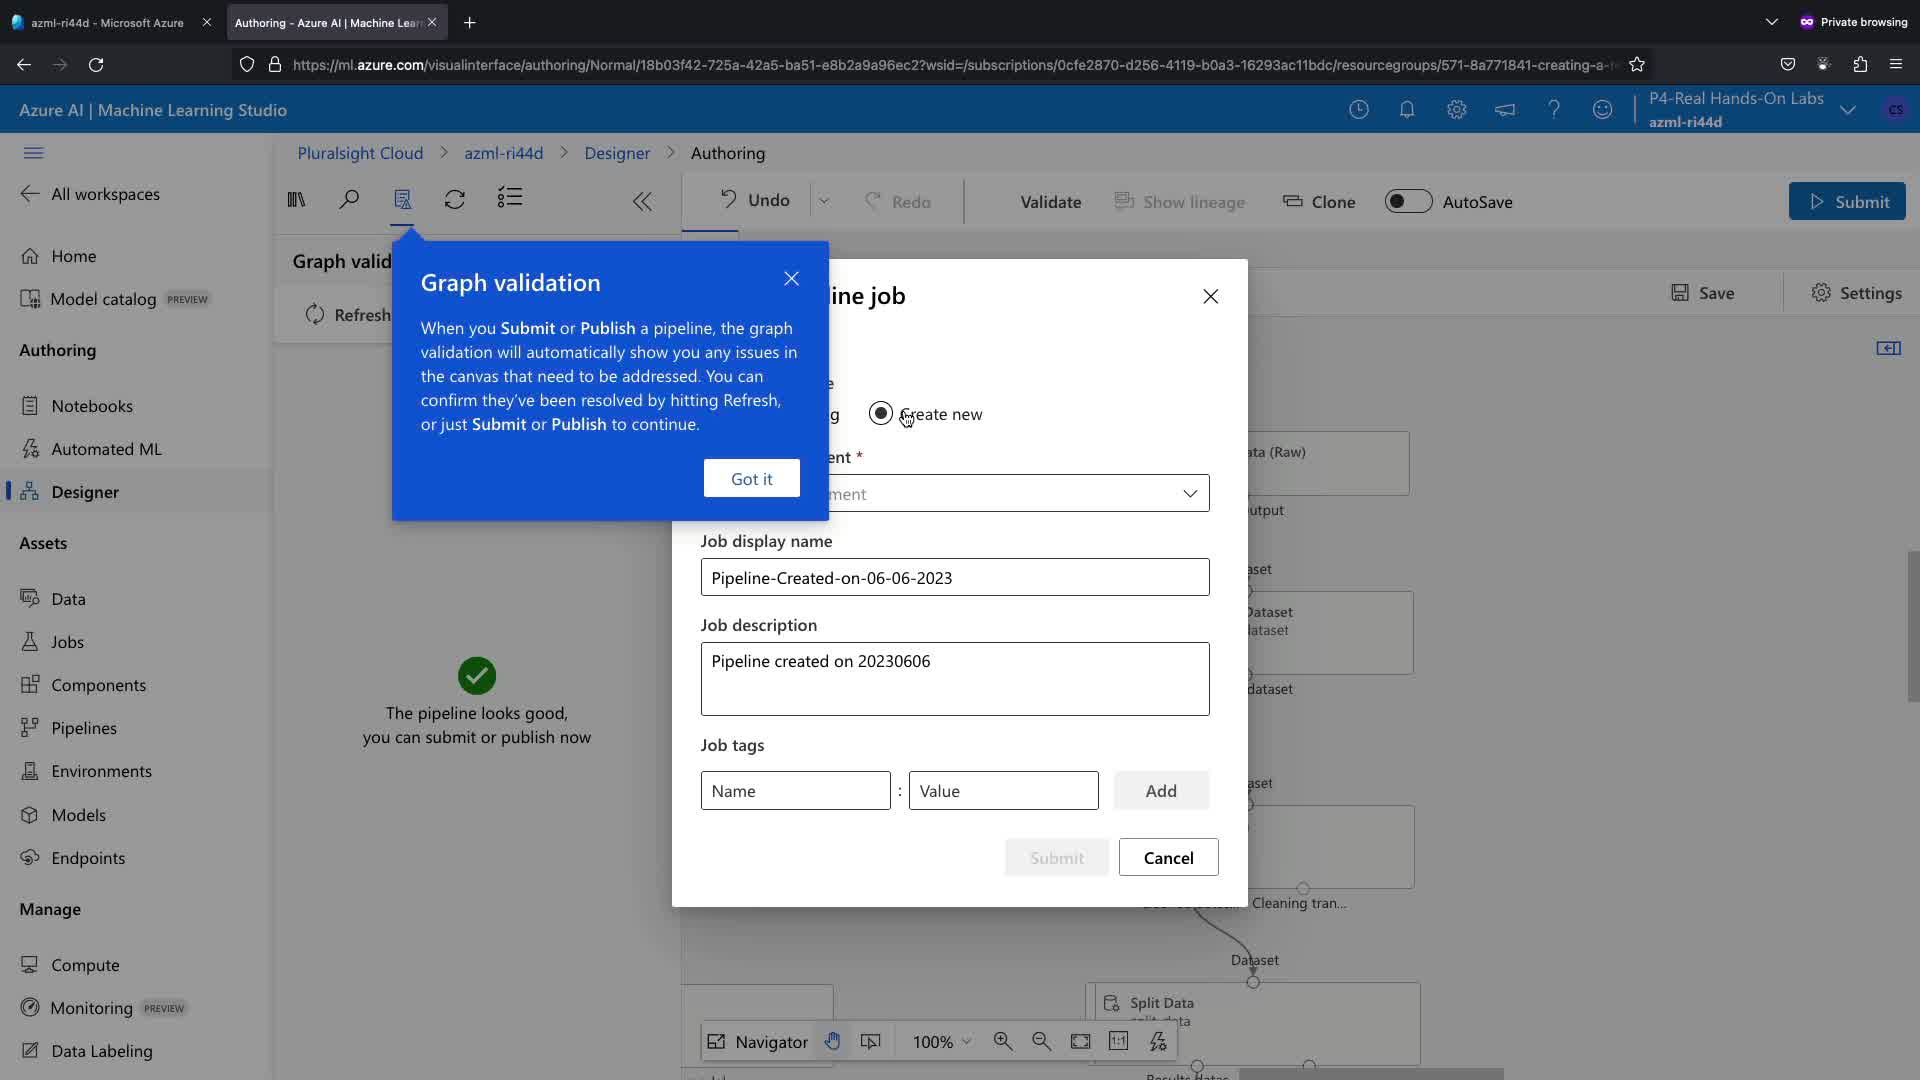 azml-ri44d - Microsoft Azure
Authoring - Azure AI | Machine Lear
Private browsing
https://ml.azure.com/visualinterface/authoring/Normal/18b03f42-725a-42a5-ba51-e8b2a9a96ec2?wsid=/subscriptions/0cfe2870-d256-4119-b0a3-16293ac11bdc/resourcegroups/571-8a771841-creating-a-
Azure AI | Machine Learning Studio
P4-Real Hands-On Labs
azml-ri44d
CS
Pluralsight Cloud > azml-ri44d > Designer > Authoring
All workspaces
Home
Model catalog PREVIEW
Authoring
Notebooks
Automated ML
Designer
Assets
Data
Jobs
Components
Pipelines
Environments
Models
Endpoints
Manage
Compute
Monitoring PREVIEW
Data Labeling
Undo
Redo
Validate
Show lineage
Clone
AutoSave
Submit
Graph valid
Refresh
Save
Settings
Graph validation
When you Submit or Publish a pipeline, the graph
validation will automatically show you any issues in
the canvas that need to be addressed. You can
confirm they've been resolved by hitting Refresh,
or just Submit or Publish to continue.
Got it
The pipeline looks good,
you can submit or publish now
line job
e
g
Create new
ent *
ment
Job display name
Pipeline-Created-on-06-06-2023
Job description
Pipeline created on 20230606
Job tags
Name : Value
Add
Submit
Cancel
ata (Raw)
utput
aset
Dataset
dataset
dataset
aset
Cleaning tran...
Dataset
Split Data
split_data
Navigator
100%
1:1